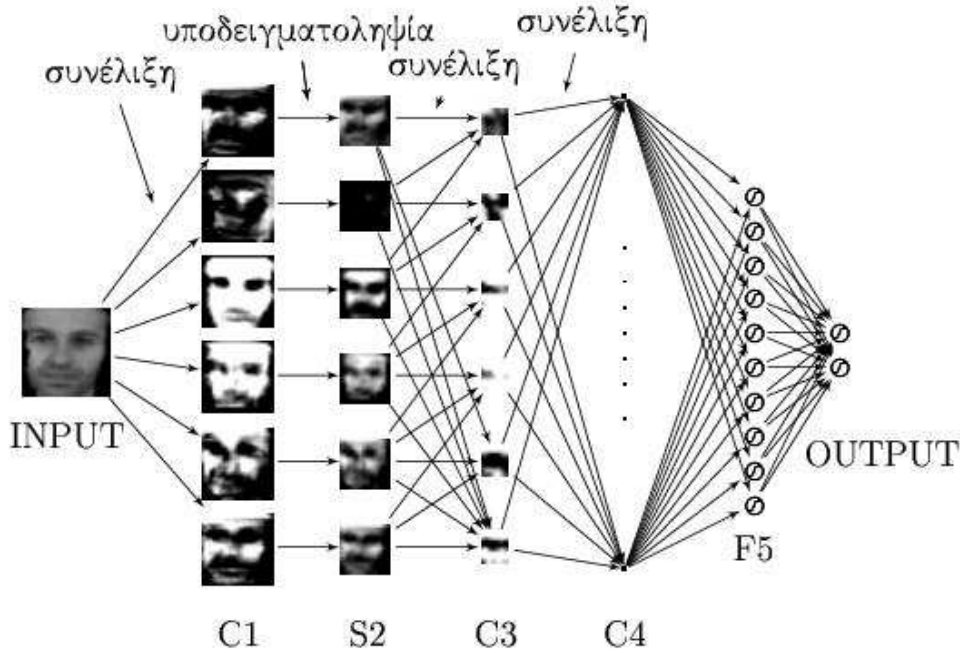 συνέλιξη
υποδειγματοληψία
συνέλιξη
συνέλιξη
INPUT
OUTPUT
F5
C1
S2
C3
C4